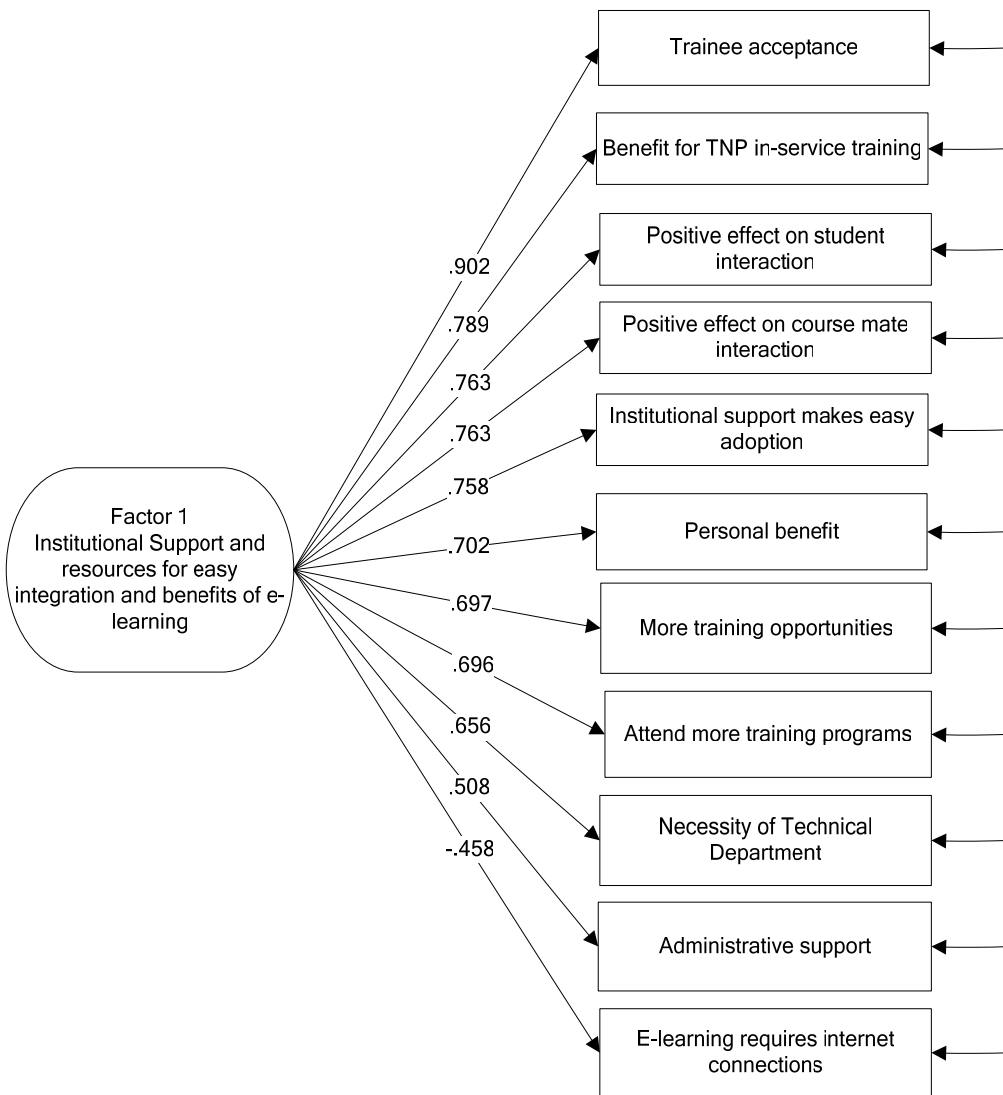 Trainee acceptance
Benefit for TNP in-service training
Positive effect on student
interaction
Positive effect on course mate
interaction
Institutional support makes easy
adoption
Personal benefit
More training opportunities
Attend more training programs
Necessity of Technical
Department
Administrative support
E-learning requires internet
connections
.902
.789
.763
.763
.758
.702
.697
.696
.656
.508
-.458
Factor 1
Institutional Support and
resources for easy
integration and benefits of e-
learning